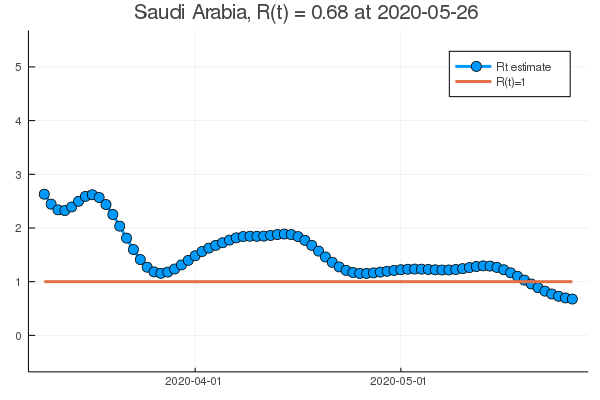 Saudi Arabia, R(t) = 0.68 at 2020-05-26
Rt estimate
R(t)=1
5
4
3
2
1
0
2020-04-01
2020-05-01